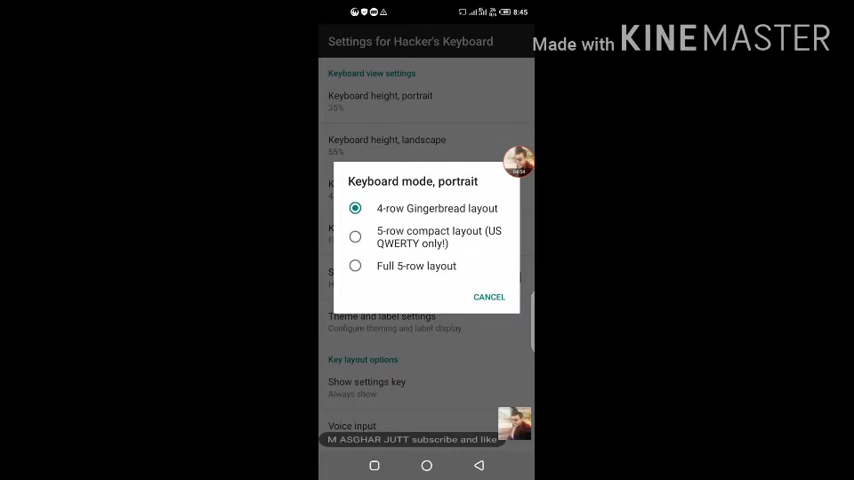 8:45
Settings for Hacker's Keyboard
Made with KINEMASTER
Keyboard view settings
Keyboard height, portrait
35%
Keyboard height, landscape
55%
Keyboard mode, portrait
4-row Gingerbread layout
5-row compact layout (US
QWERTY only!)
Full 5-row layout
CANCEL
Theme and label settings
Configure theming and label display
Key layout options
Show settings key
Always show
Voice input
M ASGHAR JUTT subscribe and like